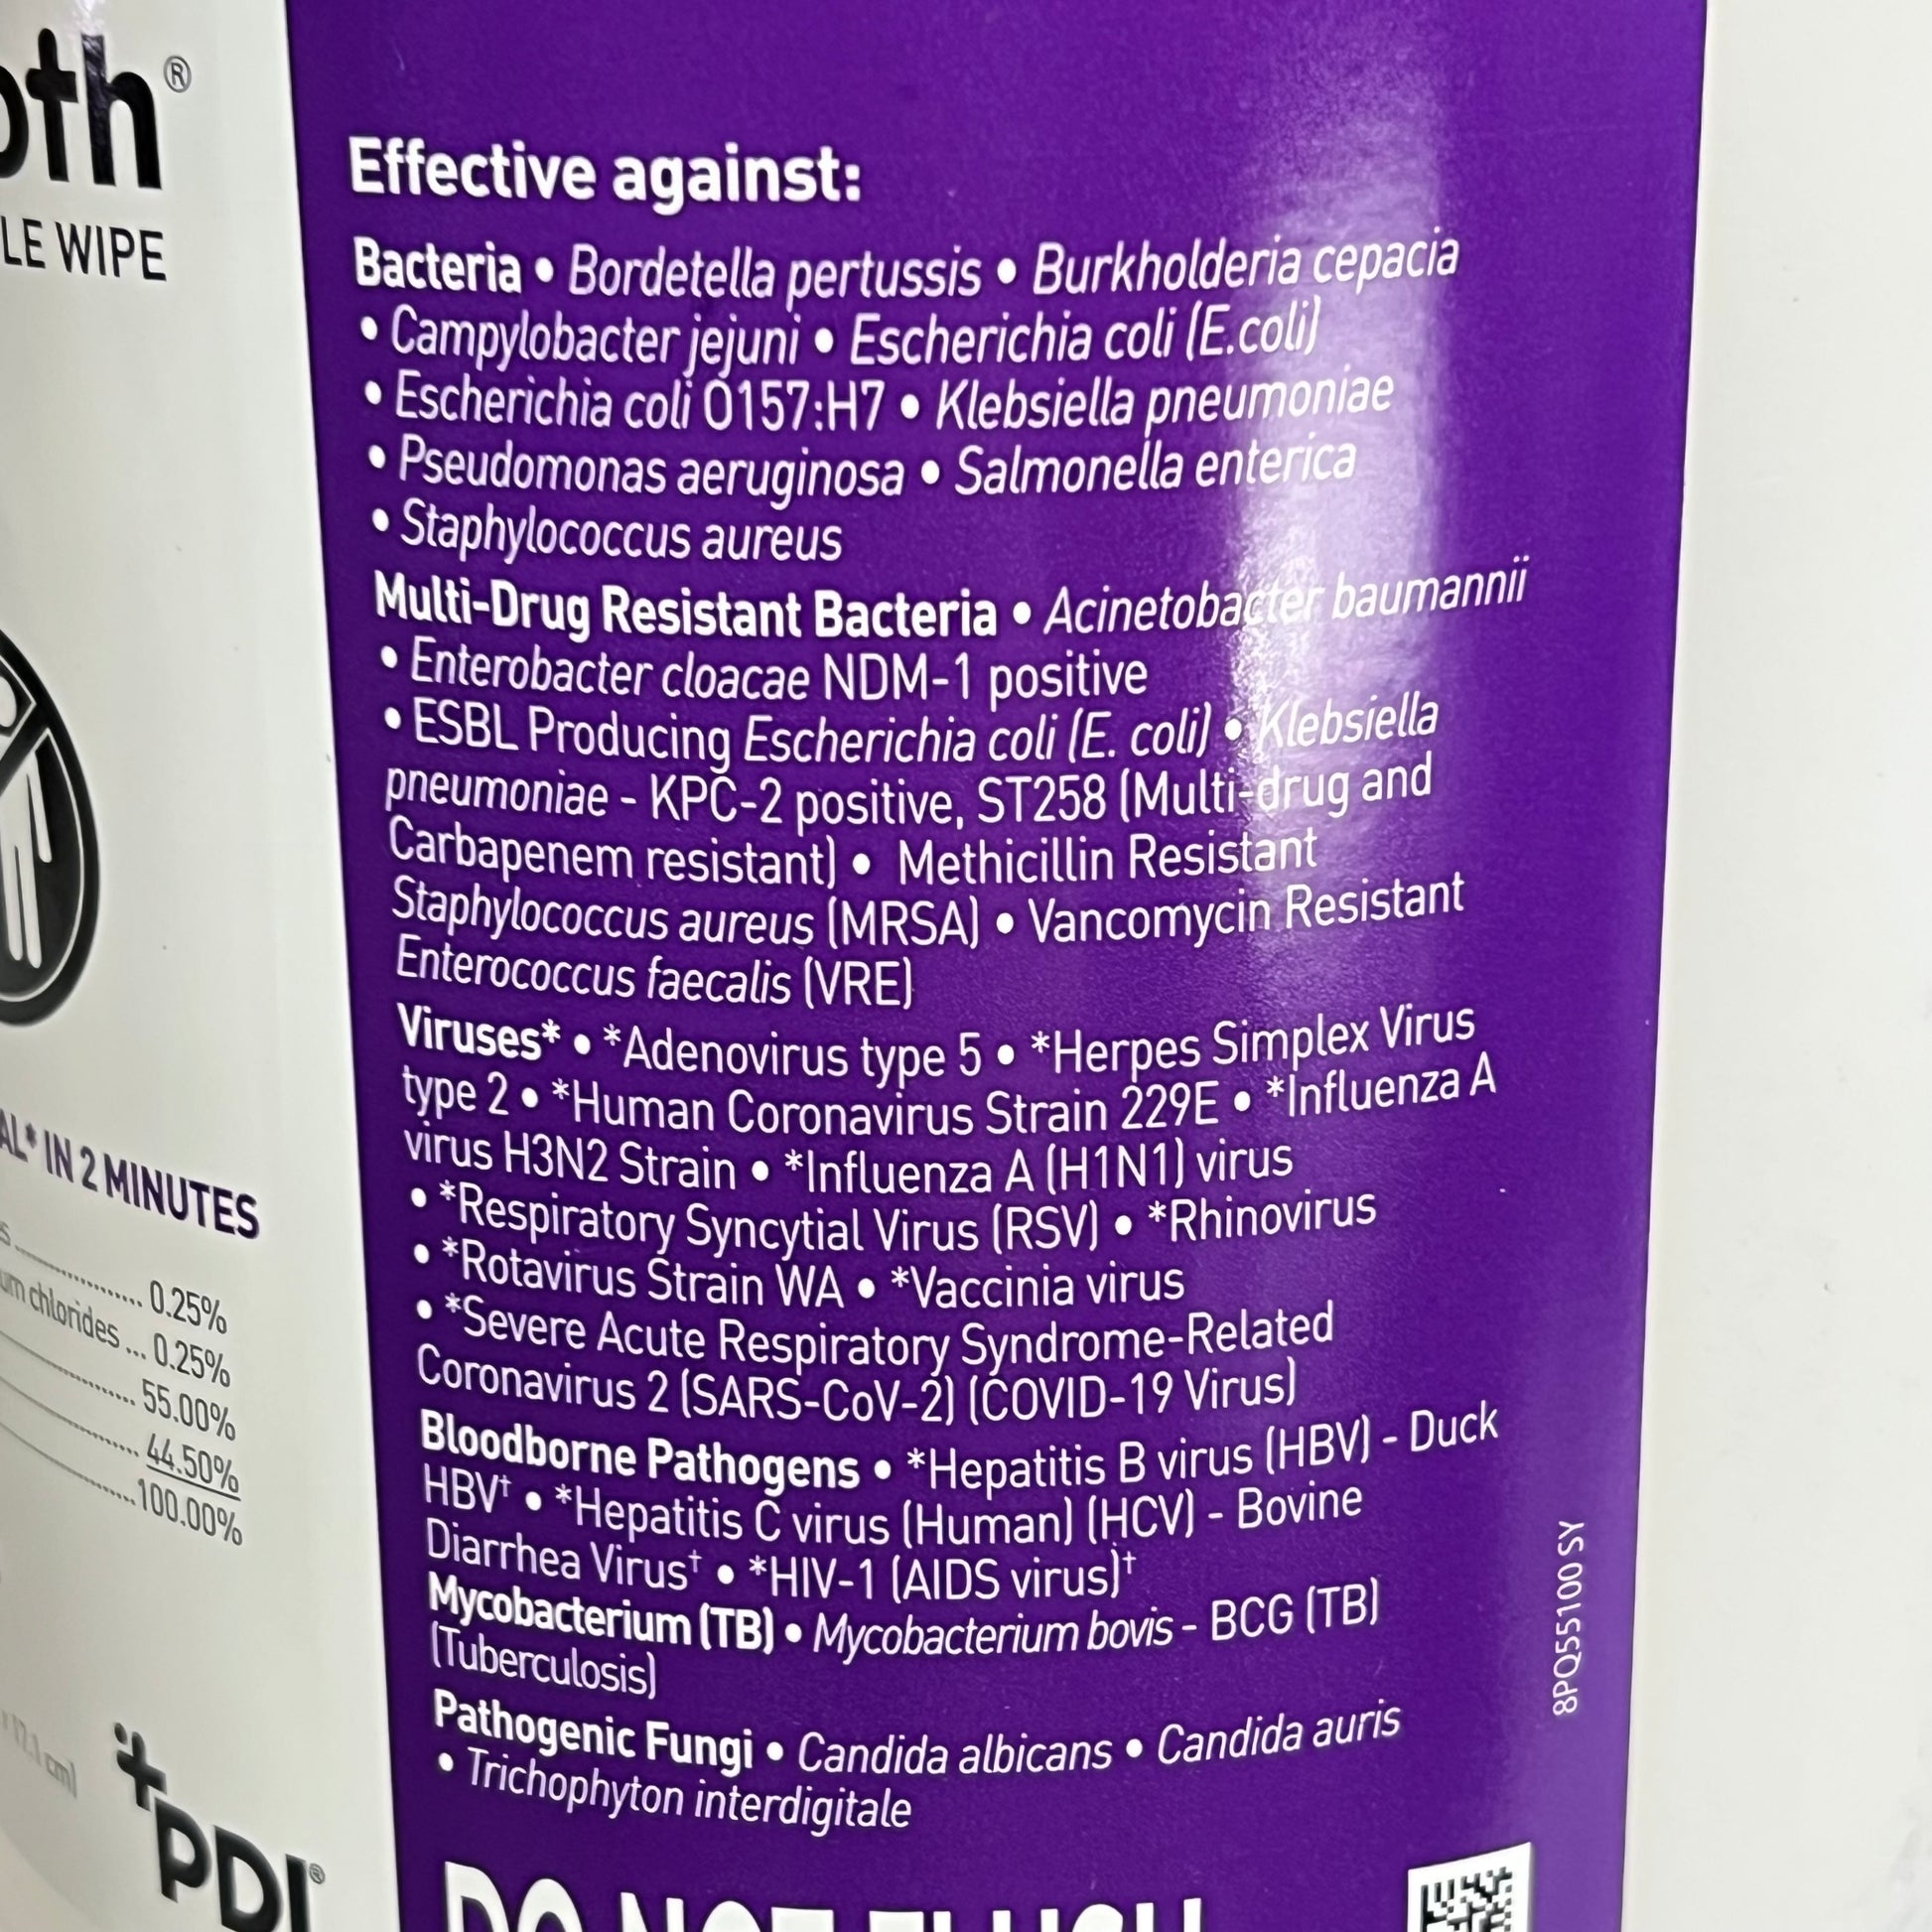 ®
LE WIPE
IN 2 MINUTES
0.25%
chlorides ... 0.25%
55.00%
44.50%
100.00%
PDI®
Effective against:
Bacteria • Bordetella pertussis • Burkholderia cepacia
• Campylobacter jejuni • Escherichia coli (E.coli)
• Escherichia coli O157:H7 • Klebsiella pneumoniae
• Pseudomonas aeruginosa • Salmonella enterica
• Staphylococcus aureus
Multi-Drug Resistant Bacteria • Acinetobacter baumannii
• Enterobacter cloacae NDM-1 positive
• ESBL Producing Escherichia coli (E. coli) • Klebsiella
pneumoniae - KPC-2 positive, ST258 (Multi-drug and
Carbapenem resistant) • Methicillin Resistant
Staphylococcus aureus (MRSA) • Vancomycin Resistant
Enterococcus faecalis (VRE)
Viruses* • *Adenovirus type 5 • *Herpes Simplex Virus
type 2 • *Human Coronavirus Strain 229E • *Influenza A
virus H3N2 Strain • *Influenza A (H1N1) virus
• *Respiratory Syncytial Virus (RSV) • *Rhinovirus
• *Rotavirus Strain WA • *Vaccinia virus
• *Severe Acute Respiratory Syndrome-Related
Coronavirus 2 (SARS-CoV-2) (COVID-19 Virus)
Bloodborne Pathogens • *Hepatitis B virus (HBV) - Duck
HBV† • *Hepatitis C virus (Human) (HCV) - Bovine
Diarrhea Virus† • *HIV-1 (AIDS virus)†
Mycobacterium (TB) • Mycobacterium bovis - BCG (TB)
(Tuberculosis)
Pathogenic Fungi • Candida albicans • Candida auris
• Trichophyton interdigitale
DO NOT FLUSH
8PQ55100 SY